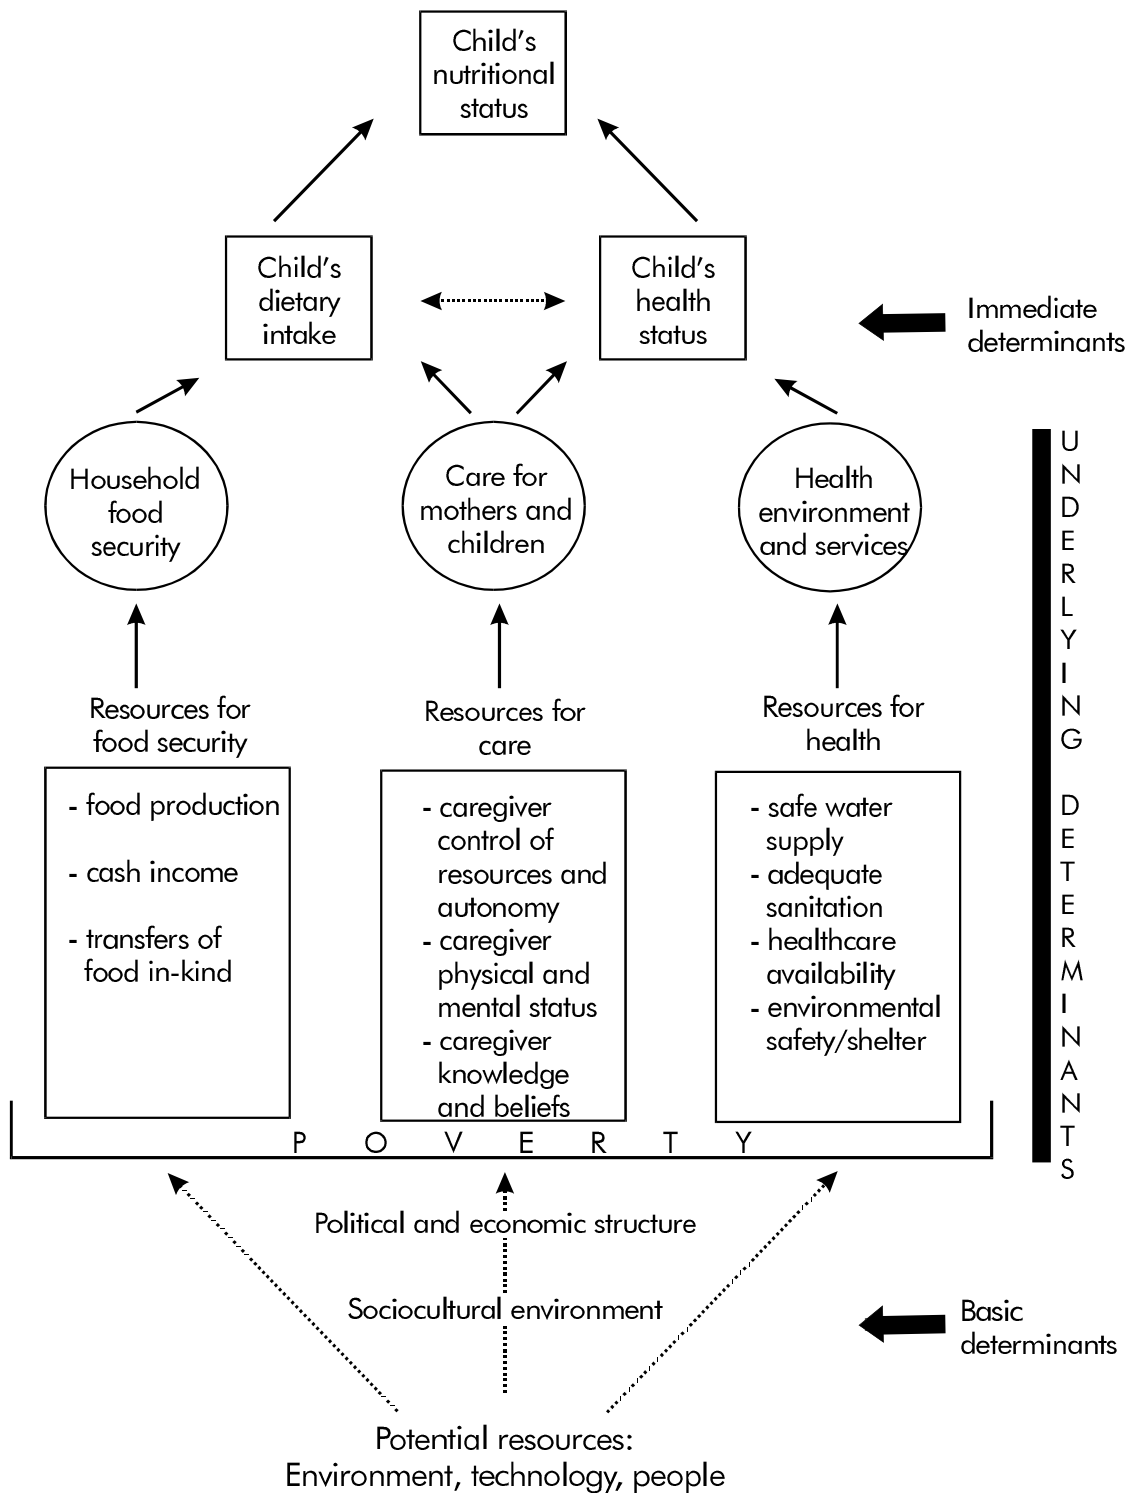 Child's
nutritional
status
Child's
dietary
intake
Child's
health
status
Immediate
determinants
Household
food
security
Care for
mothers and
children
Health
environment
and services
UNDERLYING DETERMINANTS
Resources for
food security
Resources for
care
Resources for
health
- food production
- cash income
- transfers of
food in-kind
- caregiver
control of
resources and
autonomy
- caregiver
physical and
mental status
- caregiver
knowledge
and beliefs
- safe water
supply
- adequate
sanitation
- healthcare
availability
- environmental
safety/shelter
P O V E R T Y
Political and economic structure
Sociocultural environment
Basic
determinants
Potential resources:
Environment, technology, people